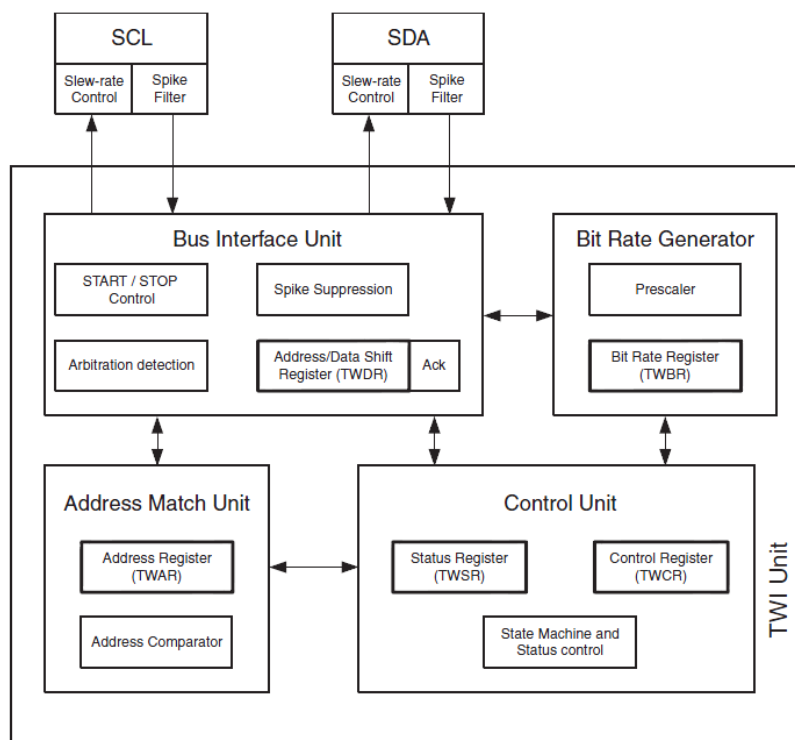 SCL
SDA
Slew-rate
Control
Spike
Filter
Slew-rate
Control
Spike
Filter
Bus Interface Unit
START / STOP
Control
Spike Suppression
Arbitration detection
Address/Data Shift
Register (TWDR)
Ack
Bit Rate Generator
Prescaler
Bit Rate Register
(TWBR)
Address Match Unit
Address Register
(TWAR)
Address Comparator
Control Unit
Status Register
(TWSR)
Control Register
(TWCR)
State Machine and
Status control
TWI Unit